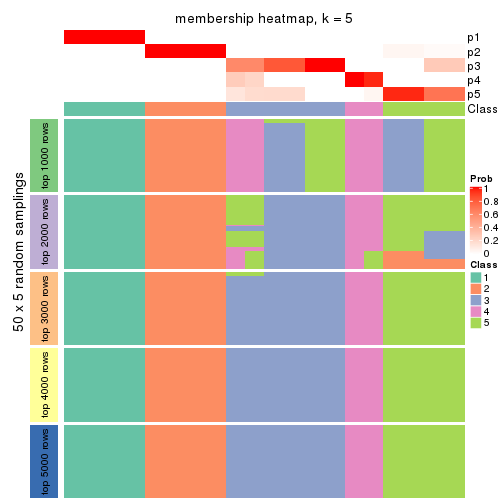 membership heatmap, k = 5
p1
p2
p3
p4
p5
Class
50 x 5 random samplings
top 1000 rows
top 2000 rows
top 3000 rows
top 4000 rows
top 5000 rows
Prob
1
0.8
0.6
0.4
0.2
0
Class
1
2
3
4
5